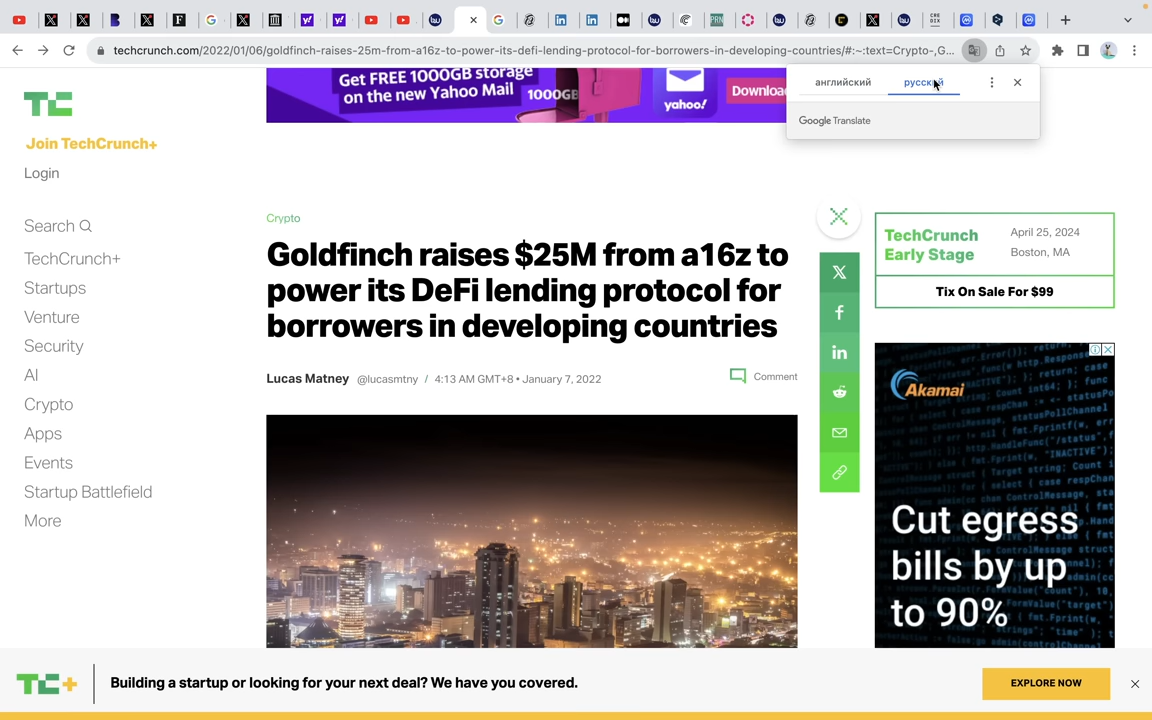 techcrunch.com/2022/01/06/goldfinch-raises-25m-from-a16z-to-power-its-defi-lending-protocol-for-borrowers-in-developing-countries/#:~:text=Crypto-,G...
английский
русский
Google Translate
Get FREE 1000GB storage
on the new Yahoo Mail
1000GB
yahoo!
Download
TC
Join TechCrunch+
Login
Search
TechCrunch+
Startups
Venture
Security
AI
Crypto
Apps
Events
Startup Battlefield
More
Crypto
Goldfinch raises $25M from a16z to
power its DeFi lending protocol for
borrowers in developing countries
Lucas Matney @lucasmtny / 4:13 AM GMT+8 • January 7, 2022
Comment
TechCrunch
Early Stage
April 25, 2024
Boston, MA
Tix On Sale For $99
Akamai
Cut egress
bills by up
to 90%
TC+
Building a startup or looking for your next deal? We have you covered.
EXPLORE NOW